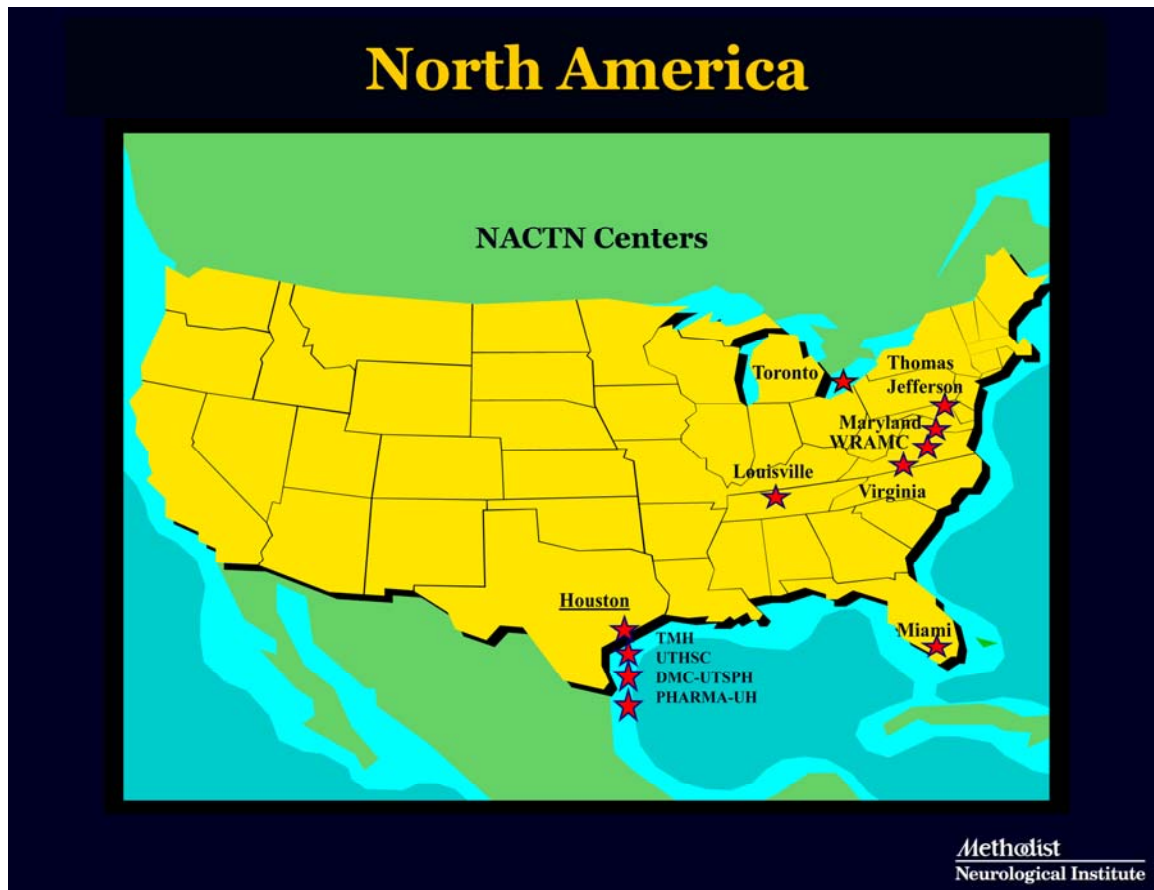 North America
NACTN Centers
Toronto
Thomas
Jefferson
Maryland
WRAMC
Louisville
Virginia
Houston
TMH
UTHSC
DMC-UTSPH
PHARMA-UH
Miami
Methodist
Neurological Institute